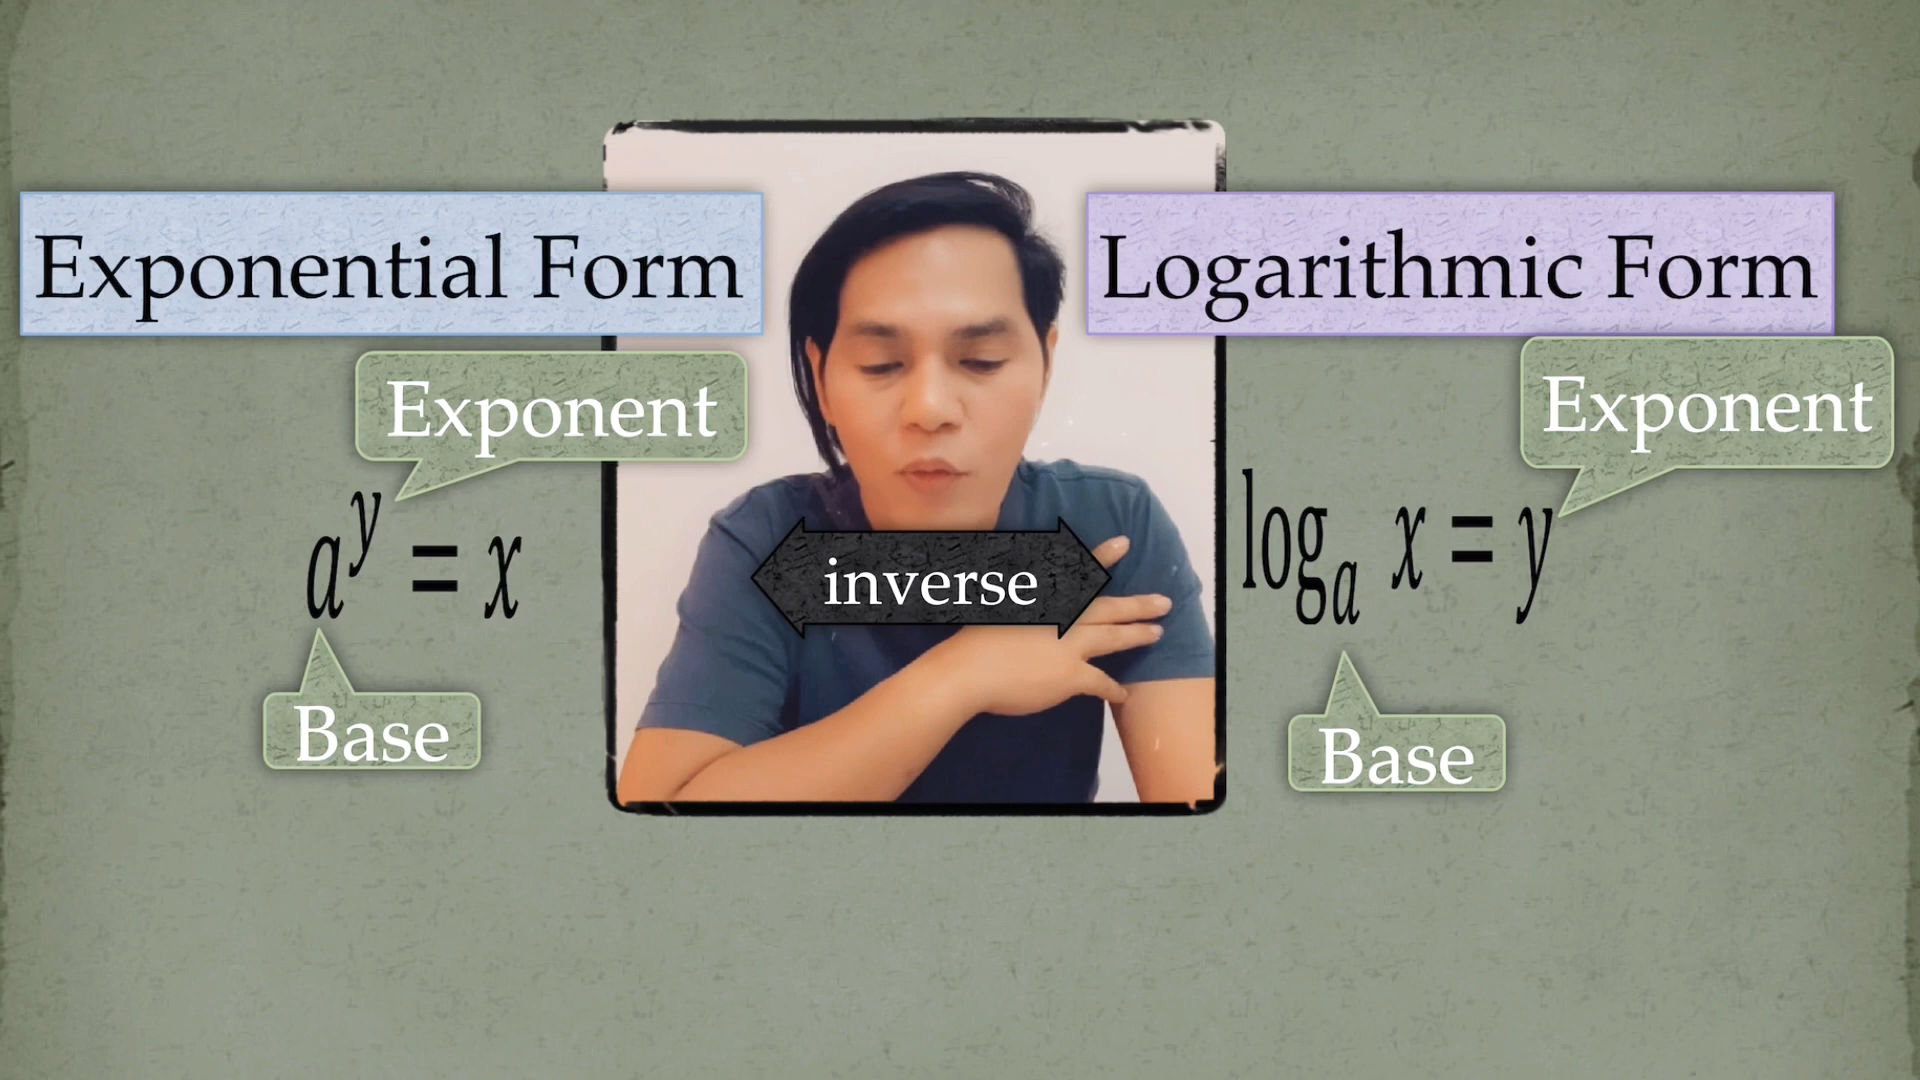 Exponential Form
Logarithmic Form
Exponent
Exponent
a^y = x
inverse
log_a x = y
Base
Base